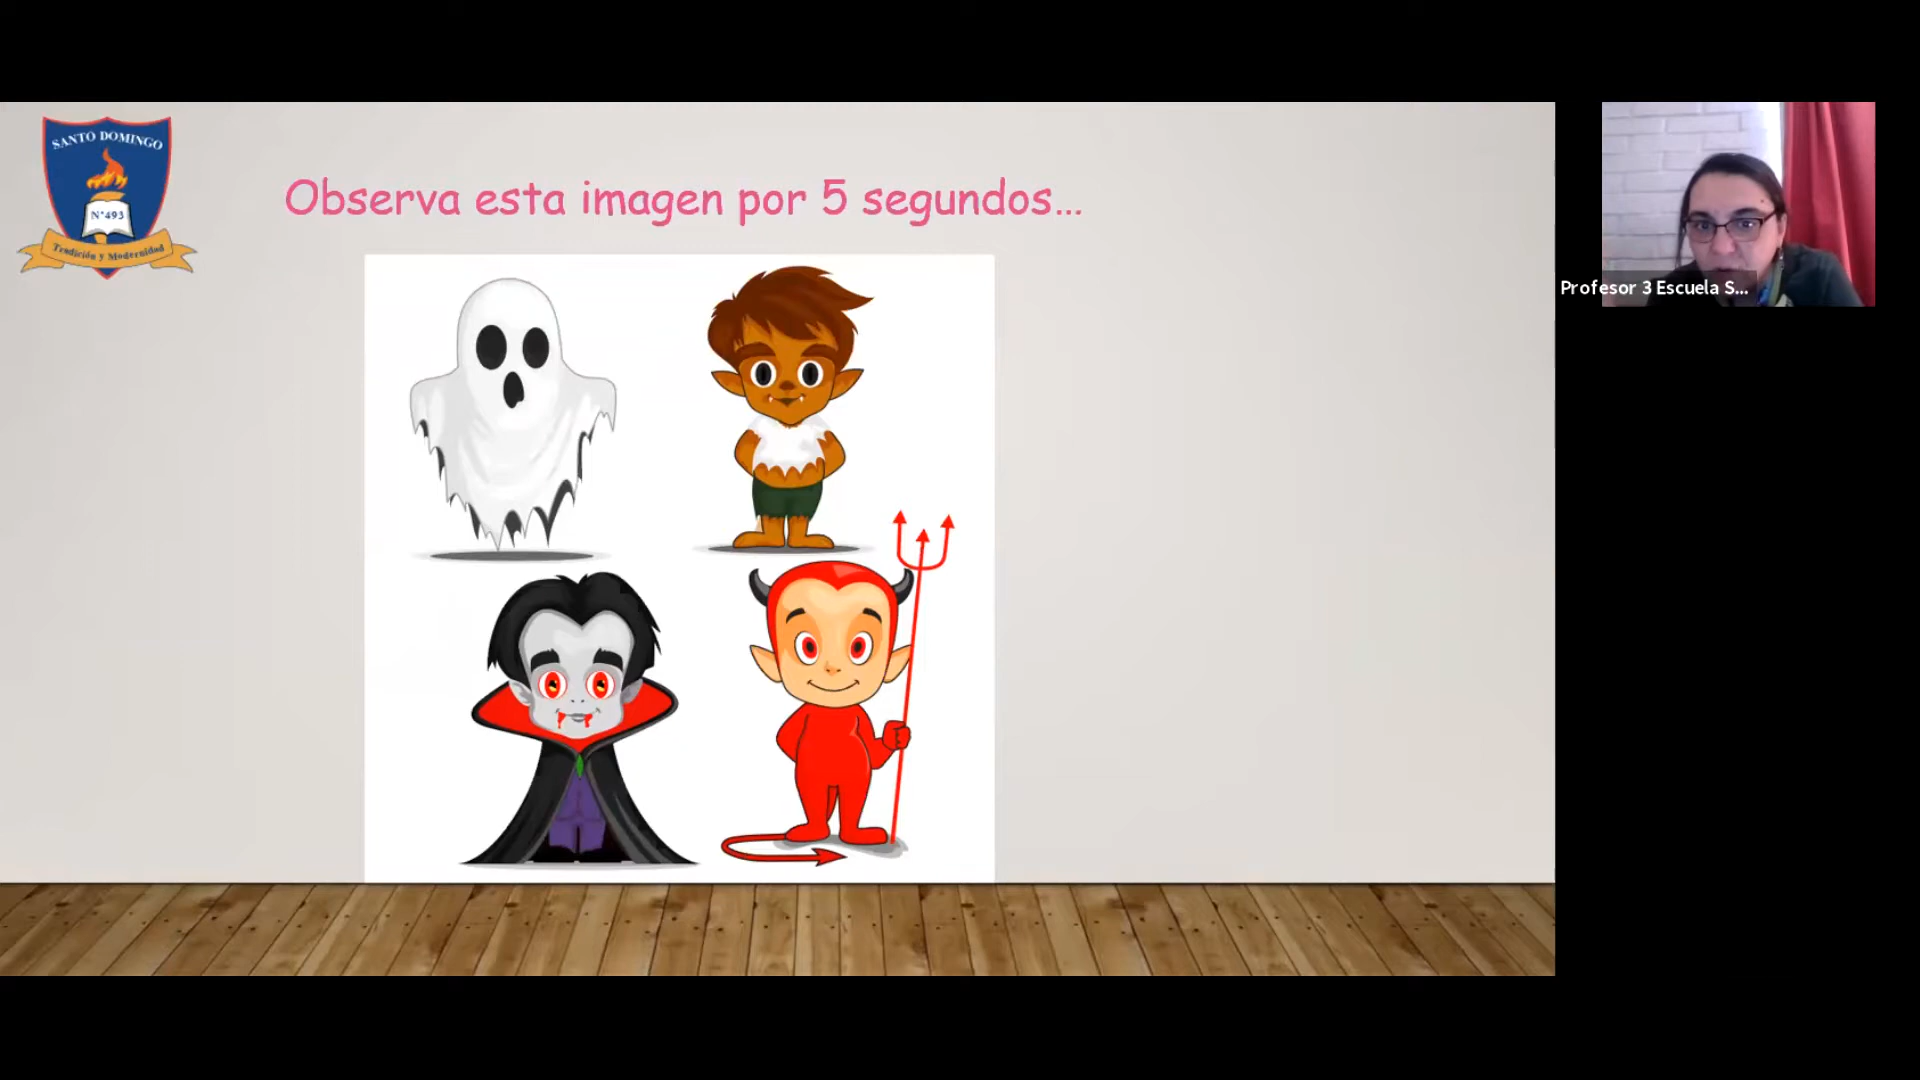 SANTO DOMINGO
N°493
Tradición y Modernidad
Observa esta imagen por 5 segundos...
Profesor 3 Escuela S...